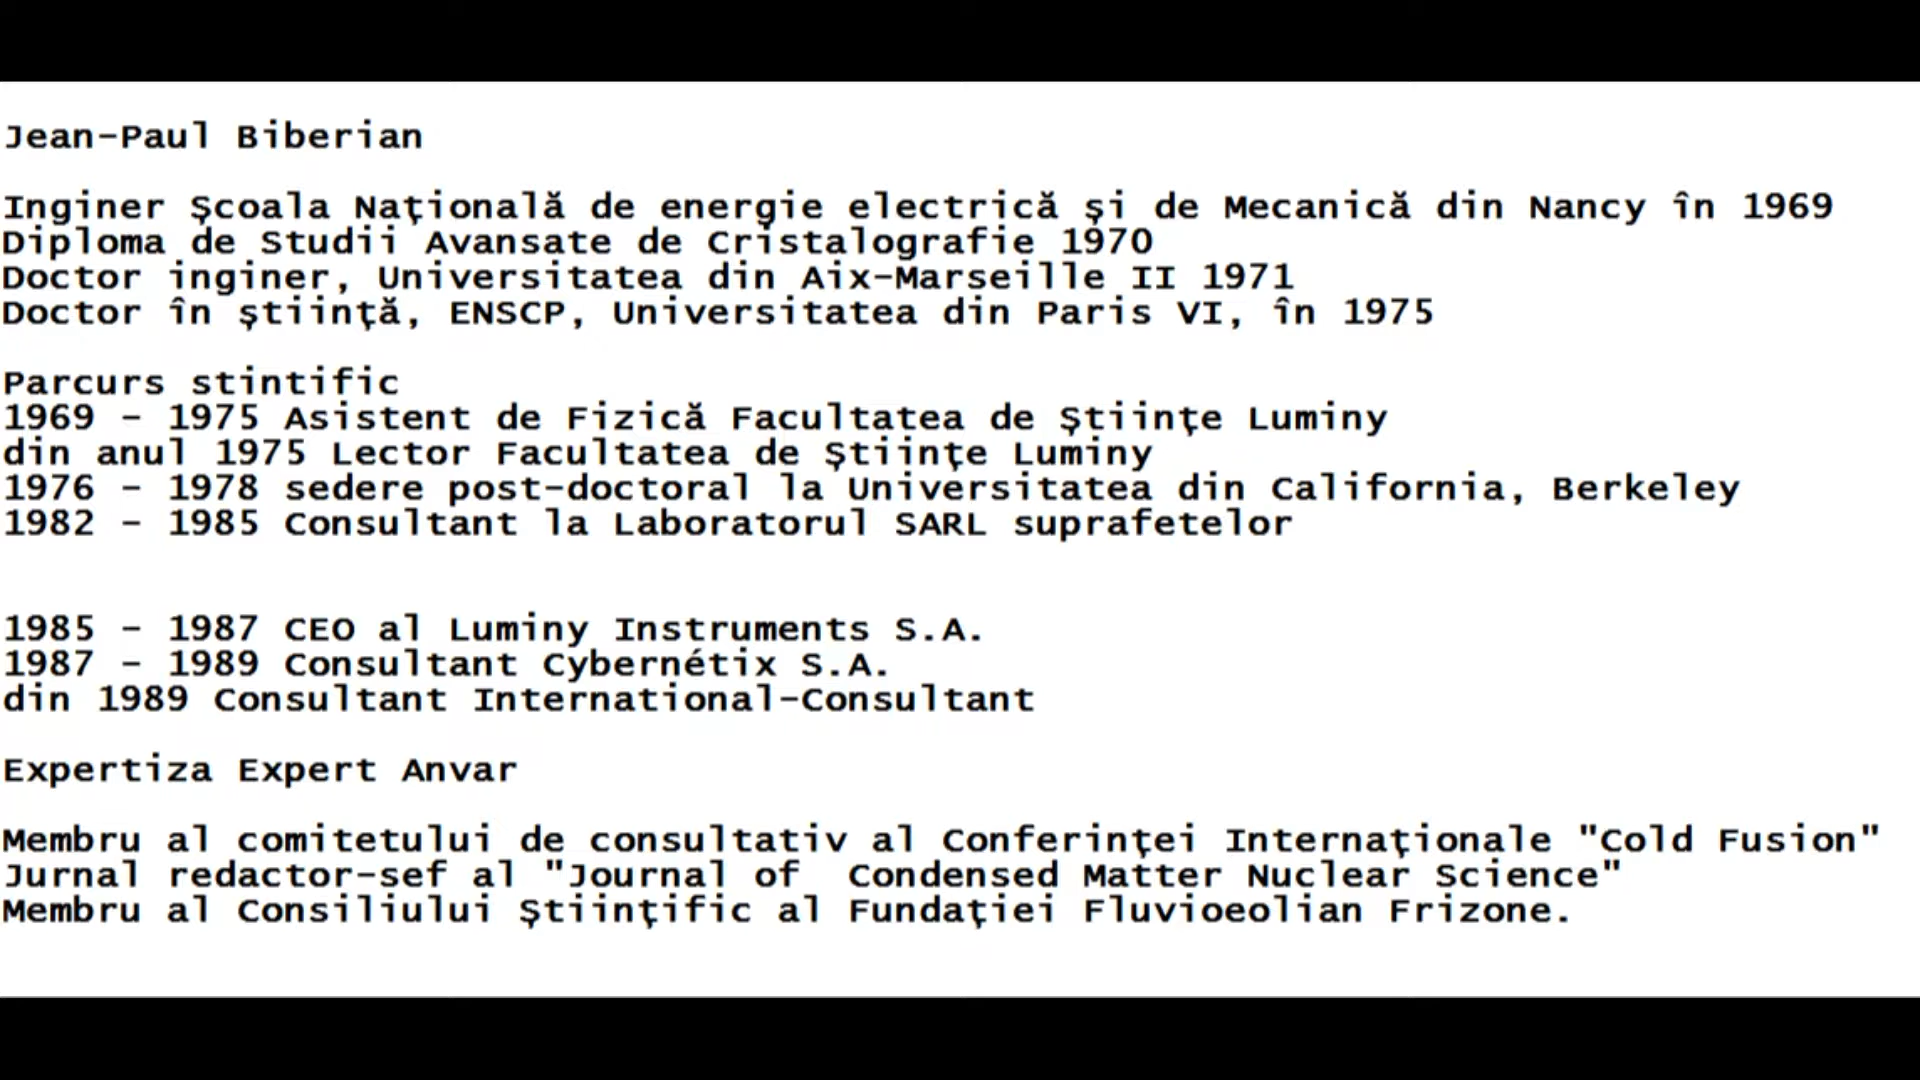 Jean-Paul Biberian
Inginer Şcoala Naţională de energie electrică şi de Mecanică din Nancy în 1969
Diploma de Studii Avansate de Cristalografie 1970
Doctor inginer, Universitatea din Aix-Marseille II 1971
Doctor în ştiinţă, ENSCP, Universitatea din Paris VI, în 1975
Parcurs stintific
1969 - 1975 Asistent de Fizică Facultatea de Ştiinţe Luminy
din anul 1975 Lector Facultatea de Ştiinţe Luminy
1976 - 1978 sedere post-doctoral la Universitatea din California, Berkeley
1982 - 1985 Consultant la Laboratorul SARL suprafetelor
1985 - 1987 CEO al Luminy Instruments S.A.
1987 - 1989 Consultant Cybernétix S.A.
din 1989 Consultant International-Consultant
Expertiza Expert Anvar
Membru al comitetului de consultativ al Conferinţei Internaţionale "Cold Fusion"
Jurnal redactor-sef al "Journal of  Condensed Matter Nuclear Science"
Membru al Consiliului Ştiinţific al Fundaţiei Fluvioeolian Frizone.